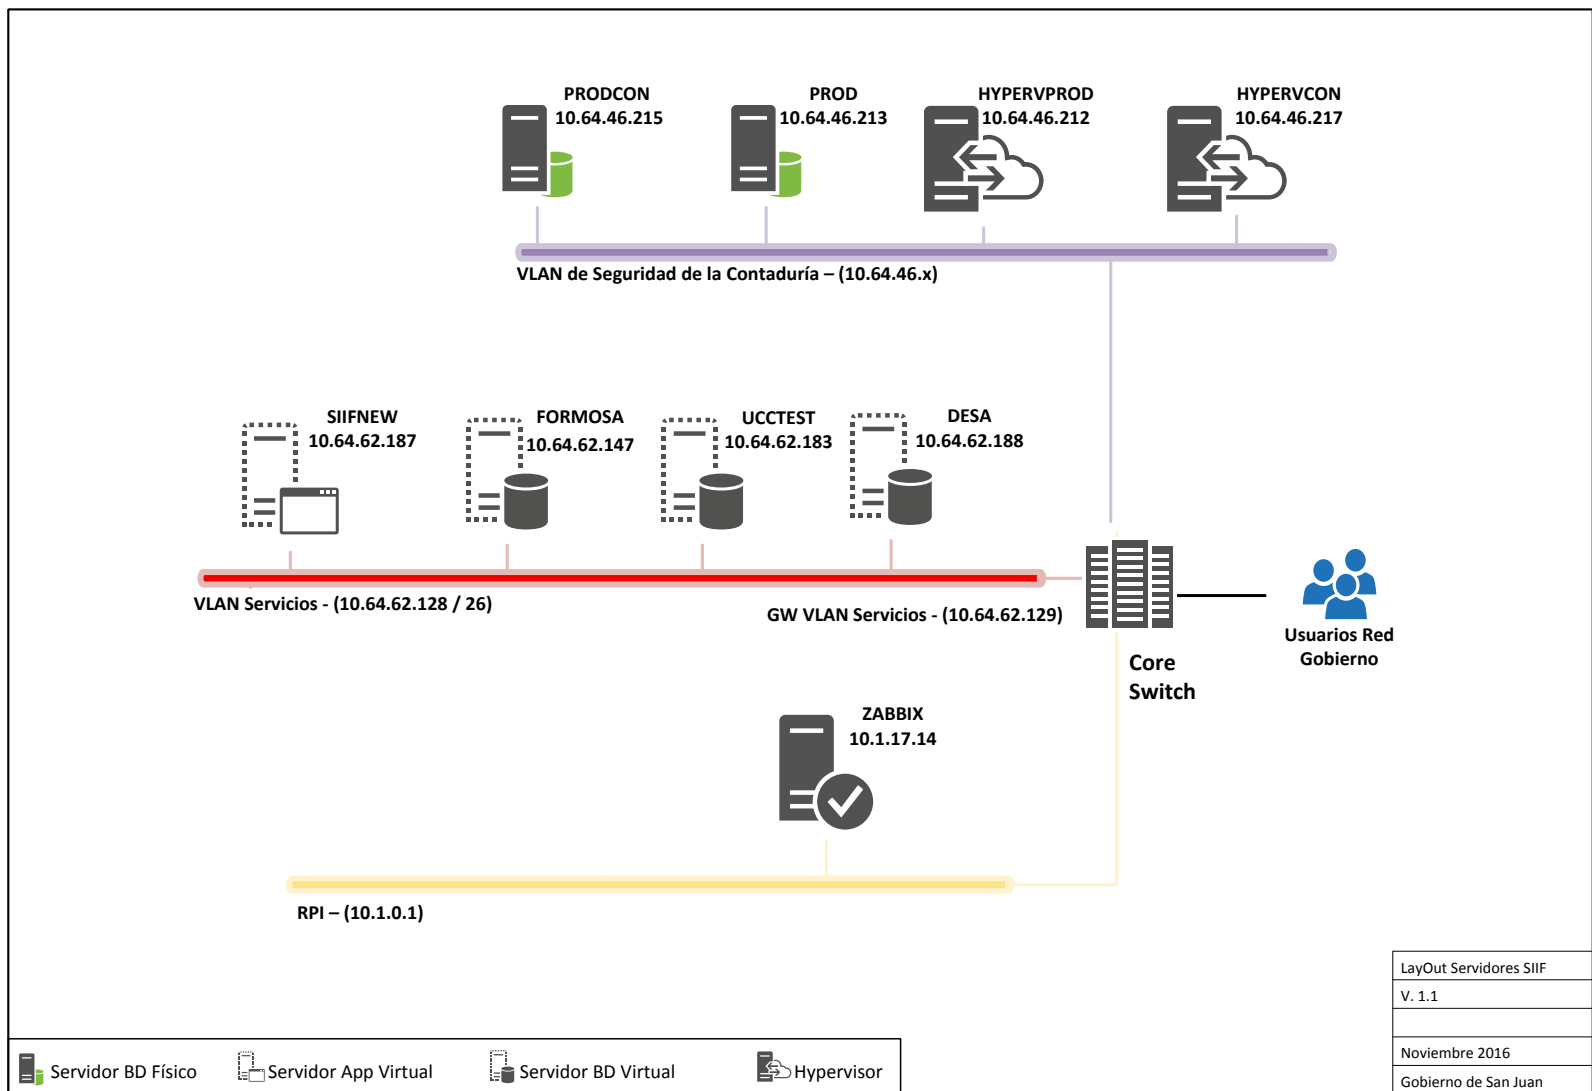 PRODCON
10.64.46.215
PROD
10.64.46.213
HYPERVPROD
10.64.46.212
HYPERVCON
10.64.46.217
VLAN de Seguridad de la Contaduría – (10.64.46.x)
SIIFNEW
10.64.62.187
FORMOSA
10.64.62.147
UCCTEST
10.64.62.183
DESA
10.64.62.188
VLAN Servicios - (10.64.62.128 / 26)
GW VLAN Servicios - (10.64.62.129)
Core
Switch
Usuarios Red
Gobierno
ZABBIX
10.1.17.14
RPI – (10.1.0.1)
LayOut Servidores SIIF
V. 1.1
Noviembre 2016
Gobierno de San Juan
Servidor BD Físico
Servidor App Virtual
Servidor BD Virtual
Hypervisor